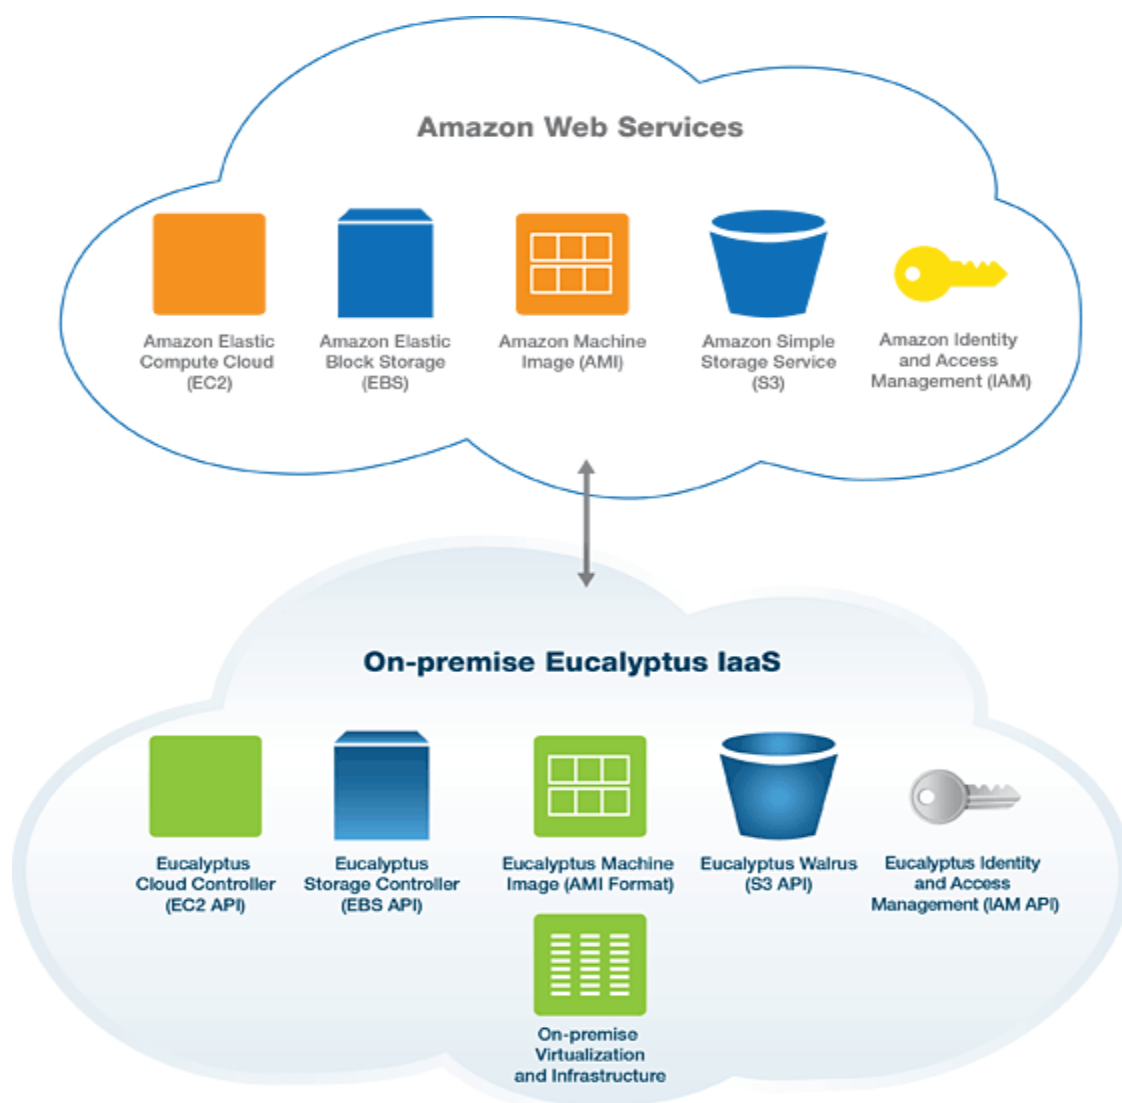 Amazon Web Services
Amazon Elastic
Compute Cloud
(EC2)
Amazon Elastic
Block Storage
(EBS)
Amazon Machine
Image (AMI)
Amazon Simple
Storage Service
(S3)
Amazon Identity
and Access
Management (IAM)
On-premise Eucalyptus IaaS
Eucalyptus
Cloud Controller
(EC2 API)
Eucalyptus
Storage Controller
(EBS API)
Eucalyptus Machine
Image (AMI Format)
Eucalyptus Walrus
(S3 API)
Eucalyptus Identity
and Access
Management (IAM API)
On-premise
Virtualization
and Infrastructure